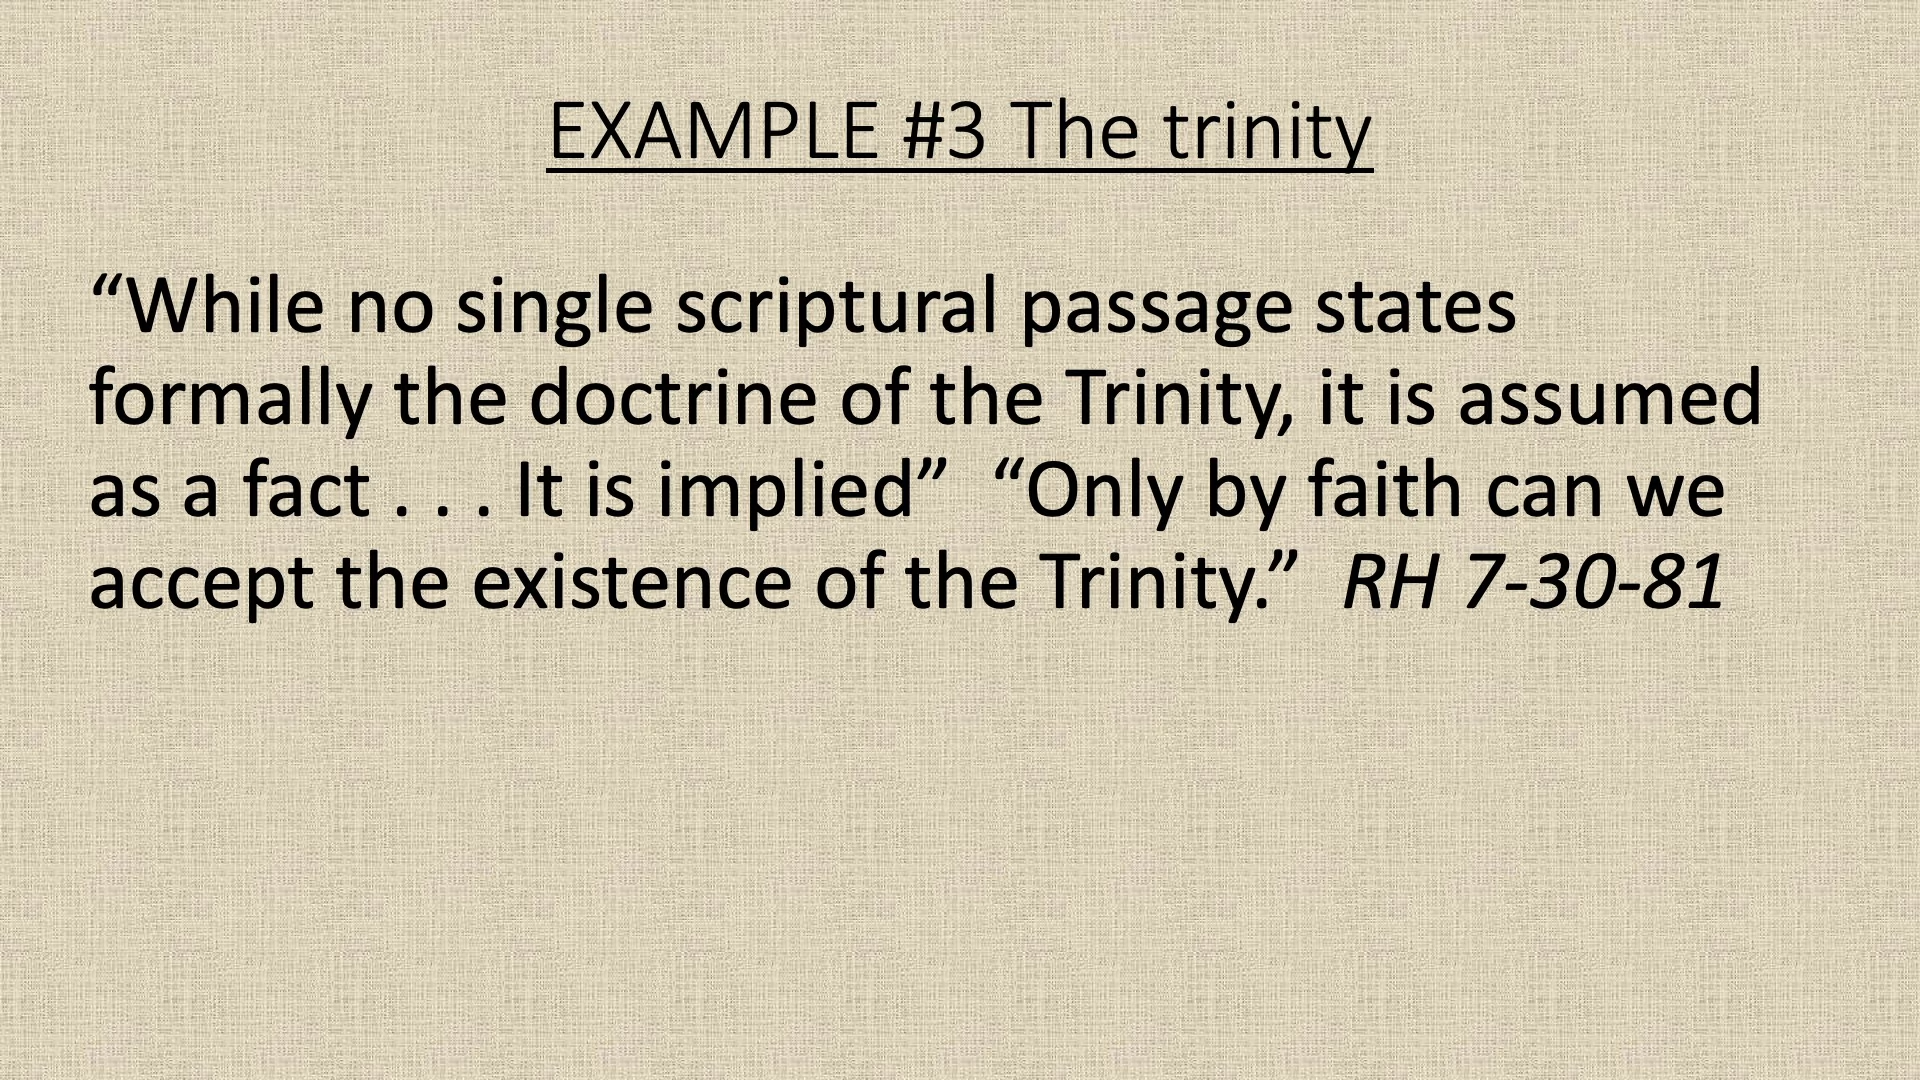 EXAMPLE #3 The trinity
“While no single scriptural passage states
formally the doctrine of the Trinity, it is assumed
as a fact . . . It is implied”  “Only by faith can we
accept the existence of the Trinity.”  RH 7-30-81